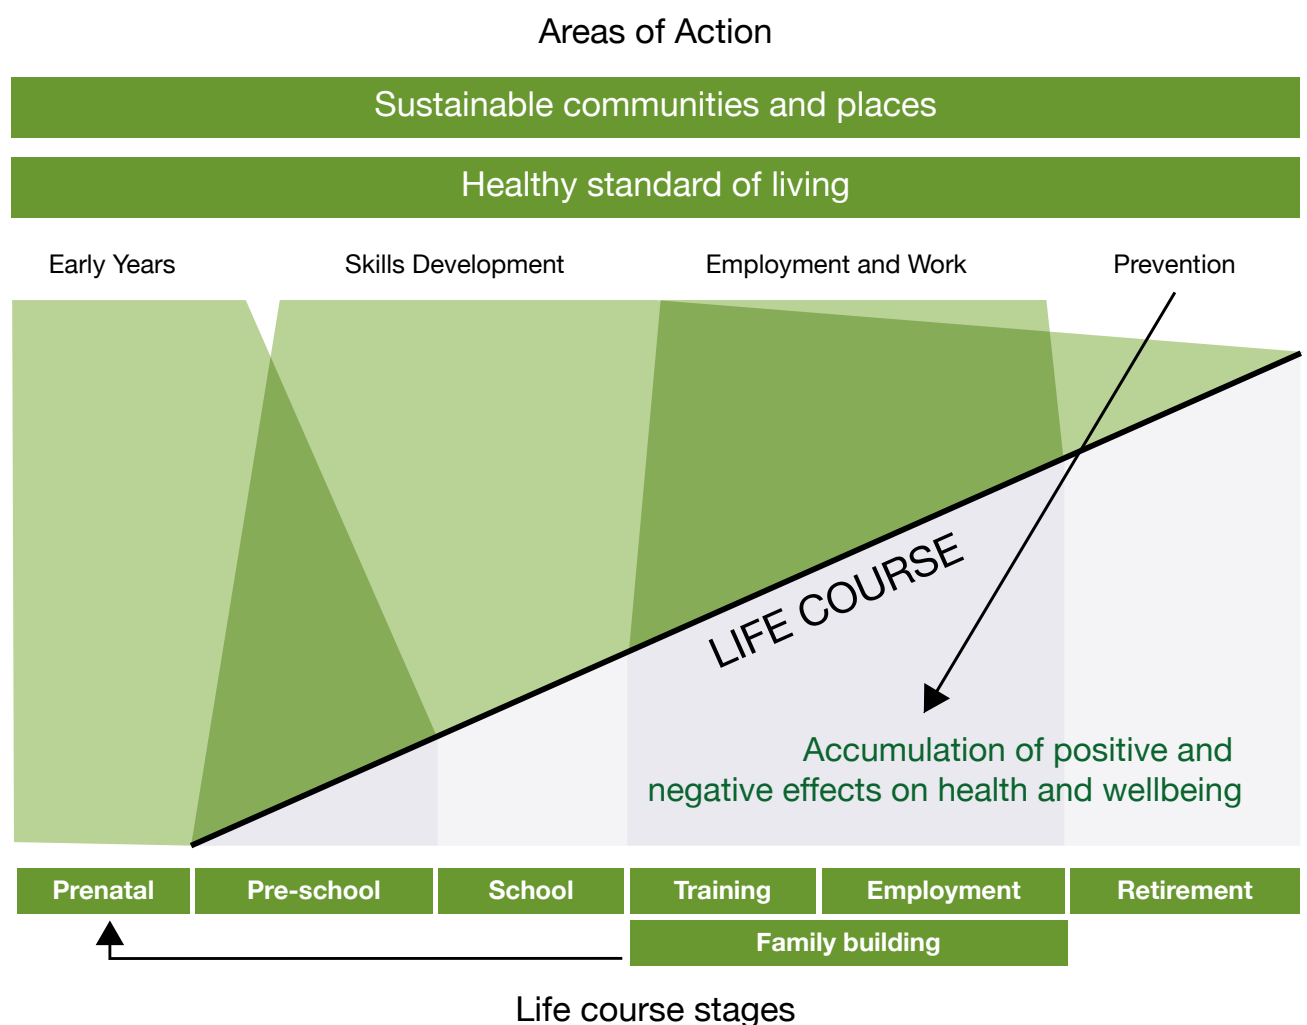 Areas of Action
Sustainable communities and places
Healthy standard of living
Early Years
Skills Development
Employment and Work
Prevention
LIFE COURSE
Accumulation of positive and
negative effects on health and wellbeing
Prenatal
Pre-school
School
Training
Employment
Retirement
Family building
Life course stages